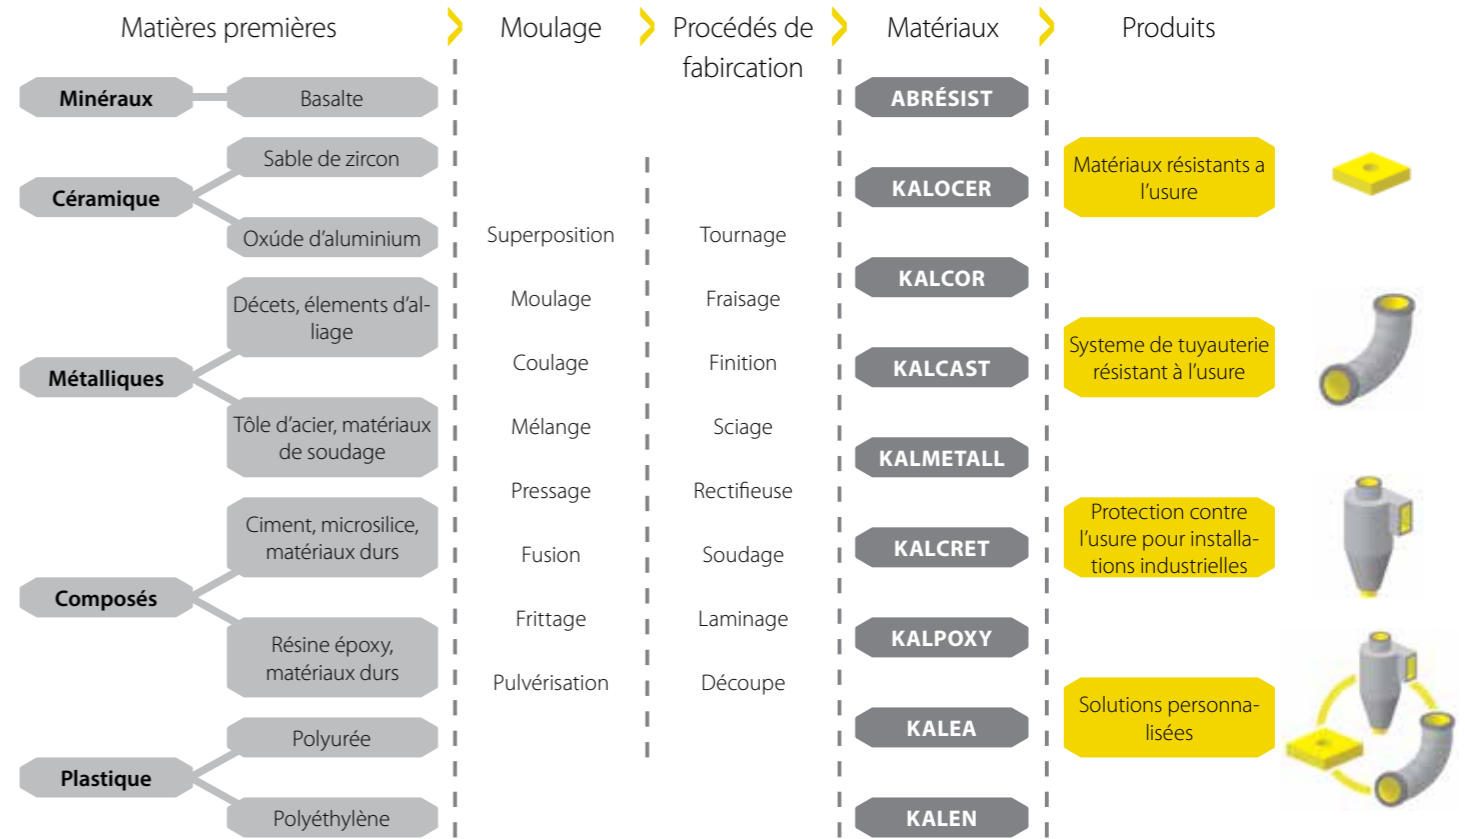 Matières premières
Moulage
Procédés de
fabircation
Matériaux
Produits
Minéraux
Basalte
Céramique
Sable de zircon
Oxúde d’aluminium
Métalliques
Décets, élements d’al-
liage
Tôle d’acier, matériaux
de soudage
Composés
Ciment, microsilice,
matériaux durs
Résine époxy,
matériaux durs
Plastique
Polyurée
Polyéthylène
Superposition
Moulage
Coulage
Mélange
Pressage
Fusion
Frittage
Pulvérisation
Tournage
Fraisage
Finition
Sciage
Rectifieuse
Soudage
Laminage
Découpe
ABRÉSIST
KALOCER
KALCOR
KALCAST
KALMETALL
KALCRET
KALPOXY
KALEA
KALEN
Matériaux résistants a
l’usure
Systeme de tuyauterie
résistant à l’usure
Protection contre
l’usure pour installa-
tions industrielles
Solutions personna-
lisées